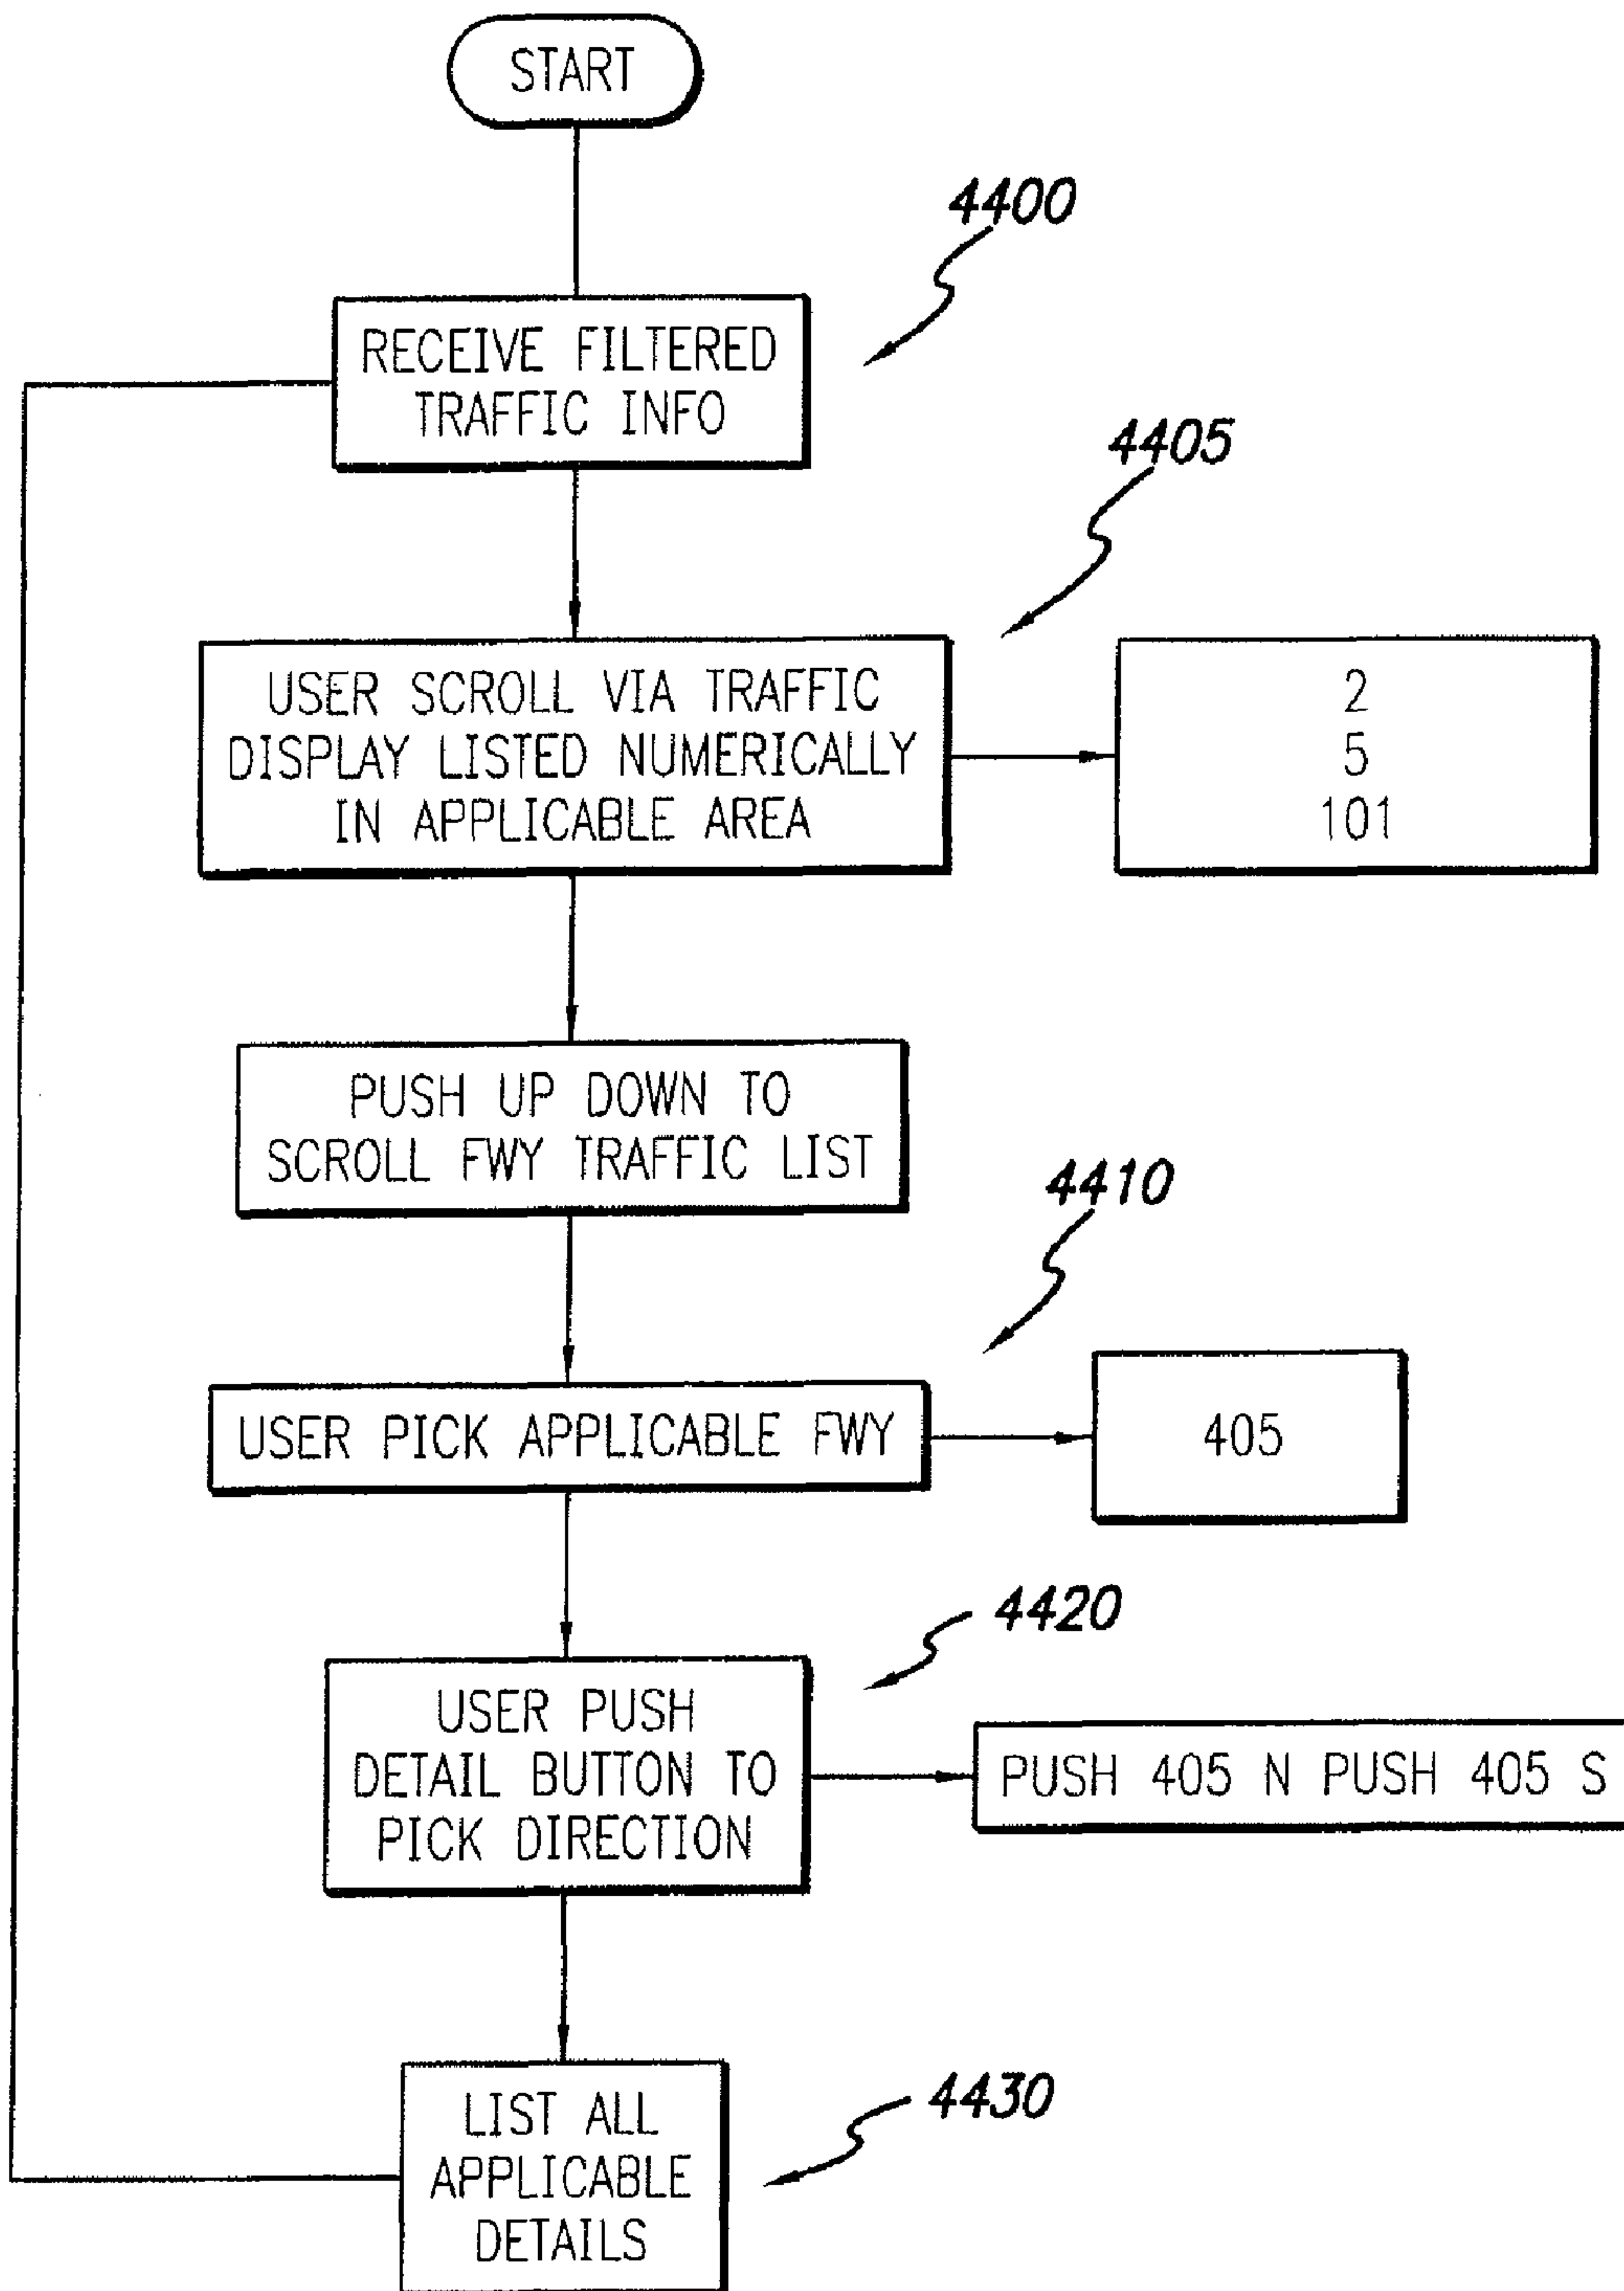 START
4400
RECEIVE FILTERED
TRAFFIC INFO
4405
USER SCROLL VIA TRAFFIC
DISPLAY LISTED NUMERICALLY
IN APPLICABLE AREA
2
5
101
PUSH UP DOWN TO
SCROLL FWY TRAFFIC LIST
4410
USER PICK APPLICABLE FWY
405
4420
USER PUSH
DETAIL BUTTON TO
PICK DIRECTION
PUSH 405 N PUSH 405 S
4430
LIST ALL
APPLICABLE
DETAILS